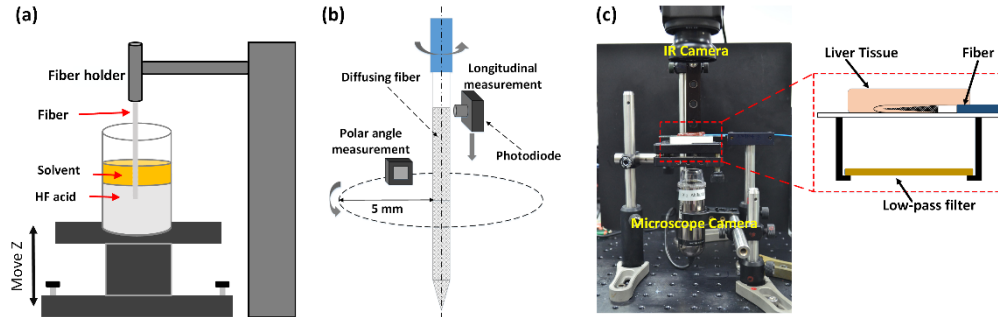 (a)
Fiber holder
Fiber
Solvent
HF acid
Move Z
(b)
Diffusing fiber
Longitudinal
measurement
Polar angle
measurement
Photodiode
5 mm
(c)
IR Camera
Microscope Camera
Liver Tissue
Fiber
Low-pass filter